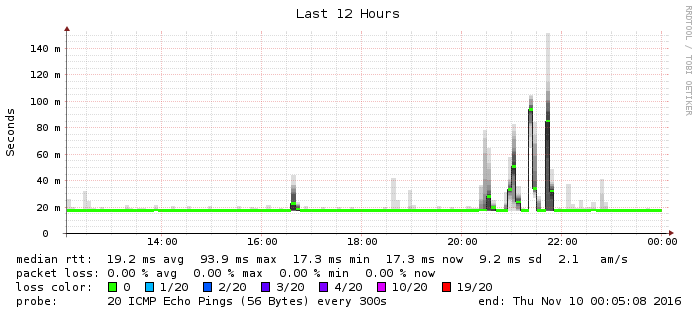 Last 12 Hours
RRDTOOL / TOBI OETIKER
Seconds
140 m
120 m
100 m
80 m
60 m
40 m
20 m
0
14:00 16:00 18:00 20:00 22:00 00:00
median rtt: 19.2 ms avg 93.9 ms max 17.3 ms min 17.3 ms now 9.2 ms sd 2.1 am/s
packet loss: 0.00 % avg 0.00 % max 0.00 % min 0.00 % now
loss color: 0 1/20 2/20 3/20 4/20 10/20 19/20
probe: 20 ICMP Echo Pings (56 Bytes) every 300s end: Thu Nov 10 00:05:08 2016